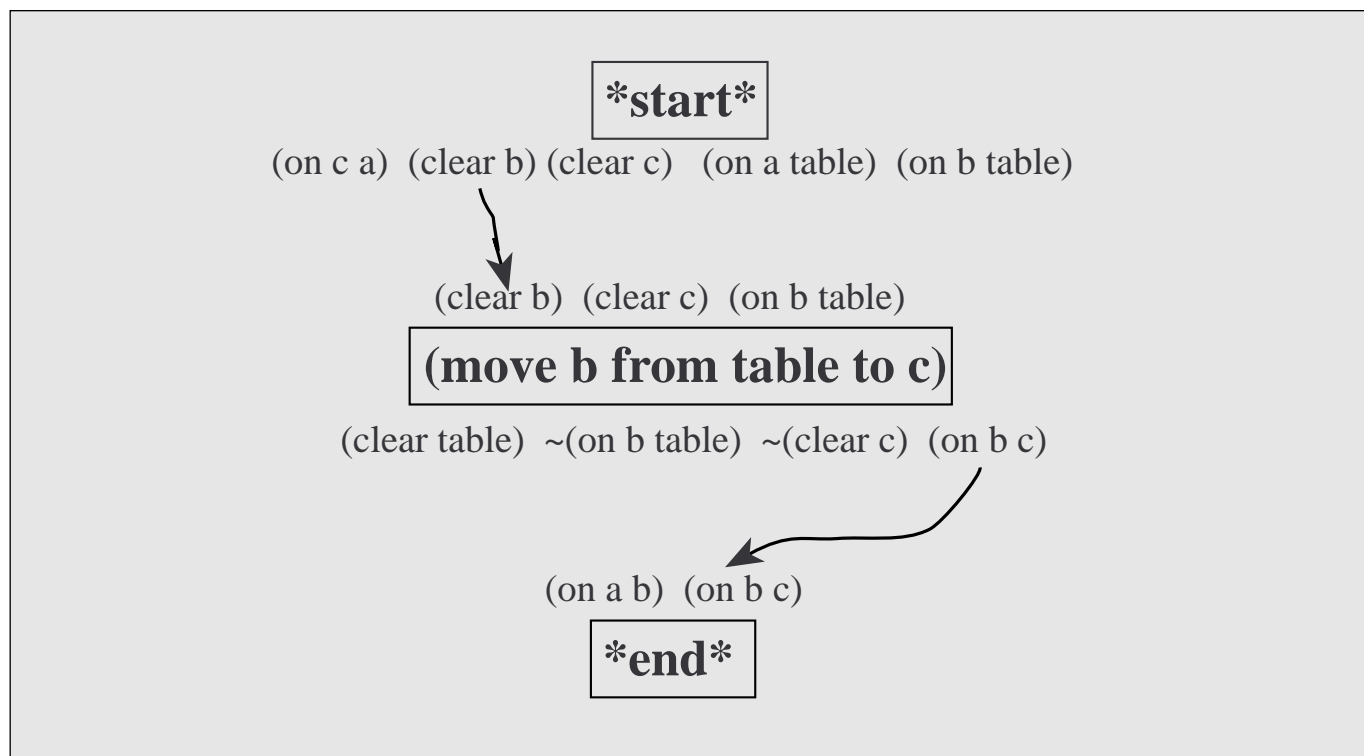 *start*
(on c a) (clear b) (clear c) (on a table) (on b table)
(clear b) (clear c) (on b table)
(move b from table to c)
(clear table) ~(on b table) ~(clear c) (on b c)
(on a b) (on b c)
*end*